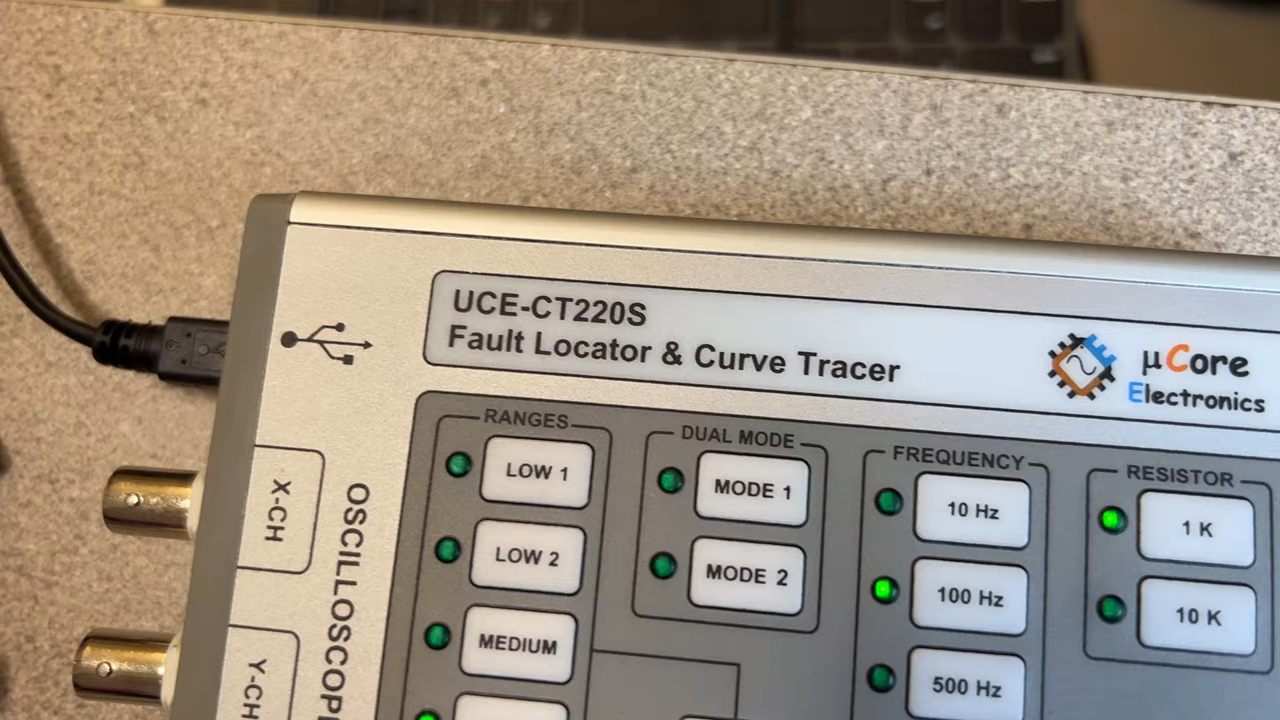 UCE-CT220S
Fault Locator & Curve Tracer
μCore
Electronics
RANGES
LOW 1
LOW 2
MEDIUM
DUAL MODE
MODE 1
MODE 2
FREQUENCY
10 Hz
100 Hz
500 Hz
RESISTOR
1 K
10 K
X-CH
Y-CH
OSCILLOSCOP